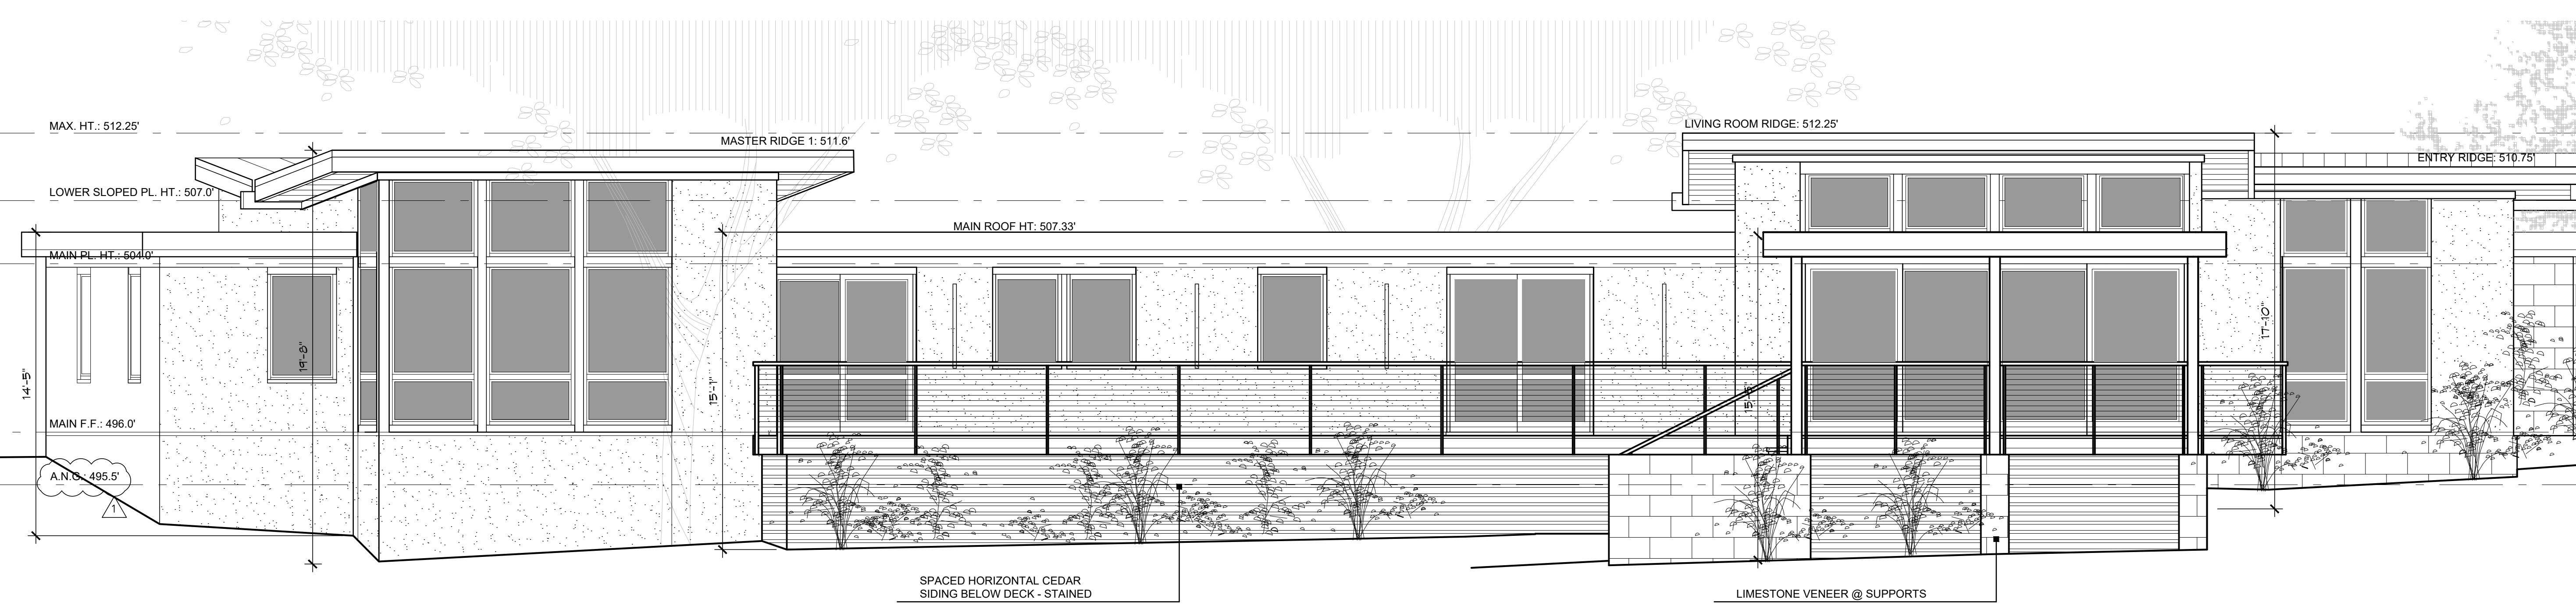 MAX. HT.: 512.25'
LIVING ROOM RIDGE: 512.25'
MASTER RIDGE 1: 511.6'
ENTRY RIDGE: 510.75'
LOWER SLOPED PL. HT.: 507.0'
MAIN ROOF HT: 507.33'
MAIN PL. HT.: 504.0'
17'-10"
19'-8"
14'-5"
15'-1"
MAIN F.F.: 496.0'
A.N.G.: 495.5'
1
SPACED HORIZONTAL CEDAR
SIDING BELOW DECK - STAINED
LIMESTONE VENEER @ SUPPORTS